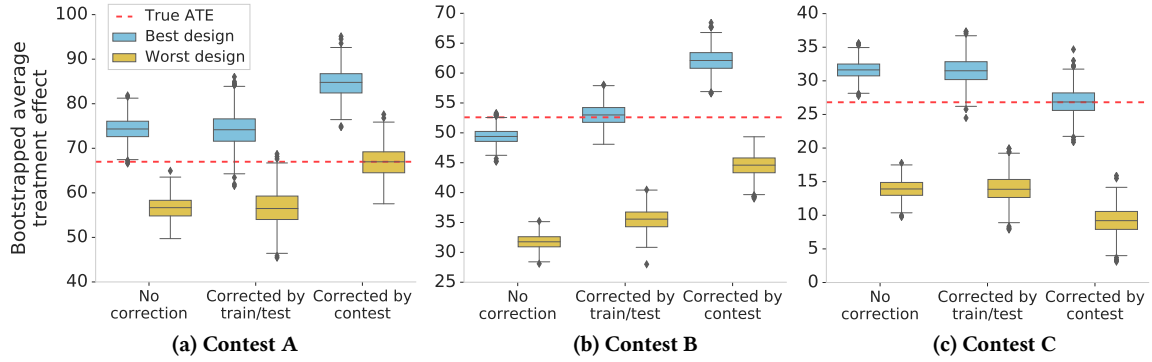 Bootstrapped average
treatment effect
100
90
80
70
60
50
40
True ATE
Best design
Worst design
No
correction
Corrected by
train/test
Corrected by
contest
(a) Contest A
70
65
60
55
50
45
40
35
30
25
No
correction
Corrected by
train/test
Corrected by
contest
(b) Contest B
40
35
30
25
20
15
10
5
0
No
correction
Corrected by
train/test
Corrected by
contest
(c) Contest C